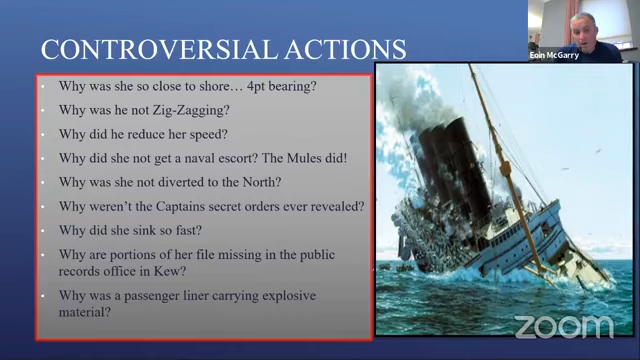 CONTROVERSIAL ACTIONS
Eoin McGarry
• Why was she so close to shore… 4pt bearing?
• Why was he not Zig-Zagging?
• Why did he reduce her speed?
• Why did she not get a naval escort? The Mules did!
• Why was she not diverted to the North?
• Why weren't the Captains secret orders ever revealed?
• Why did she sink so fast?
• Why are portions of her file missing in the public
records office in Kew?
• Why was a passenger liner carrying explosive
material?
zoom